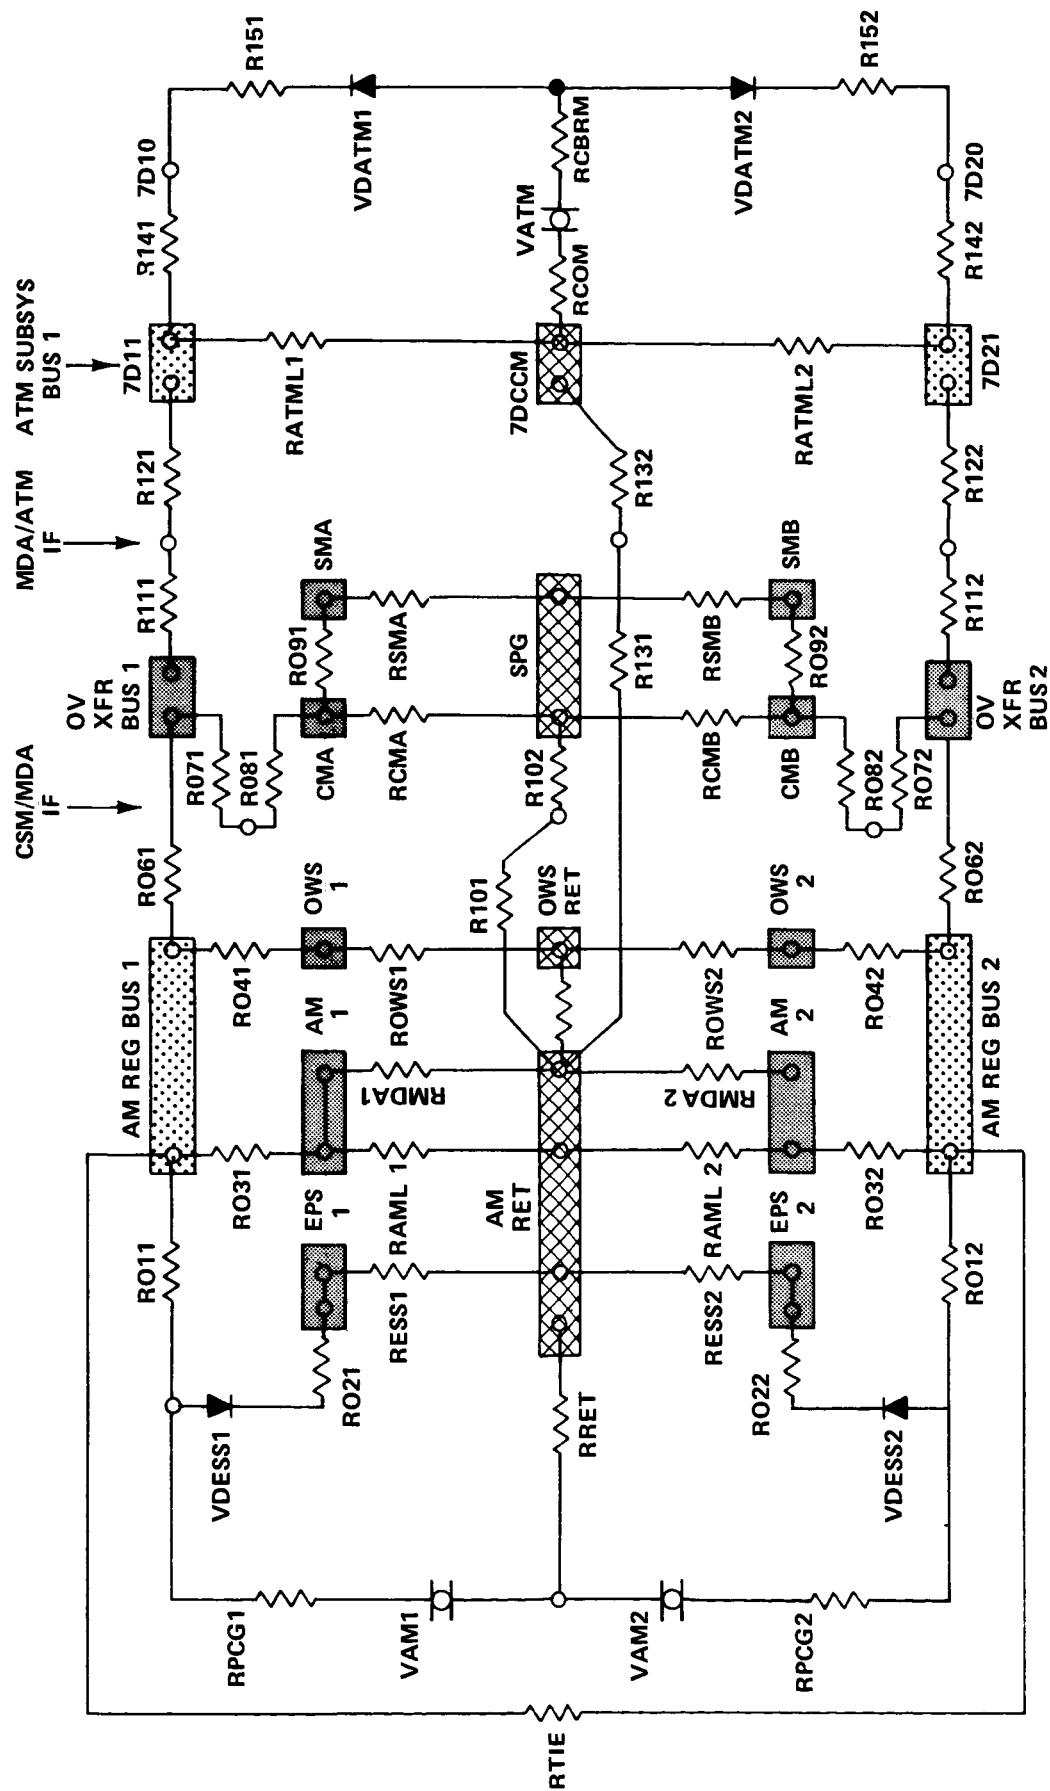 CSM/MDA
IF
MDA/ATM
IF
ATM SUBSYS
BUS 1
AM REG BUS 1
RO61
OV
XFR
BUS 1
R111
R121
7D11
R141
7D10
R151
RO11
RO31
RO41
RO71
RO81
VDESS1
RO21
EPS
1
AM
1
OWS
1
CMA
RO91
SMA
RATML1
VDATM1
RPCG1
RESS1
RAML 1
RMDA1
ROWS1
RCMA
RSMA
VAM1
RRET
AM
RET
OWS
RET
R101
R102
SPG
7DCCM
RCOM
VATM
RCBRM
RTIE
R131
R132
VAM2
RPCG2
RESS2
RAML 2
RMDA 2
ROWS2
RCMB
RSMB
RATML2
VDATM2
RO22
EPS
2
AM
2
OWS
2
CMB
RO92
SMB
VDESS2
RO32
RO42
RO82
RO72
R152
RO12
AM REG BUS 2
RO62
OV
XFR
BUS 2
R112
R122
7D21
R142
7D20